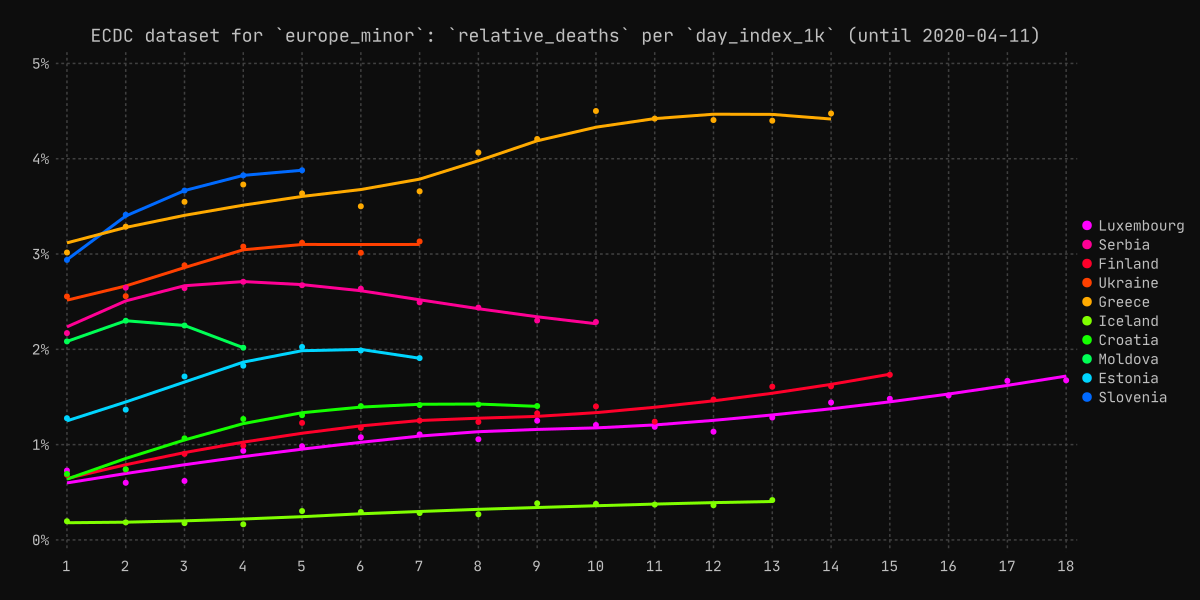 ECDC dataset for `europe_minor`: `relative_deaths` per `day_index_1k` (until 2020-04-11)
5%
4%
3%
2%
1%
0%
1 2 3 4 5 6 7 8 9 10 11 12 13 14 15 16 17 18
Luxembourg
Serbia
Finland
Ukraine
Greece
Iceland
Croatia
Moldova
Estonia
Slovenia